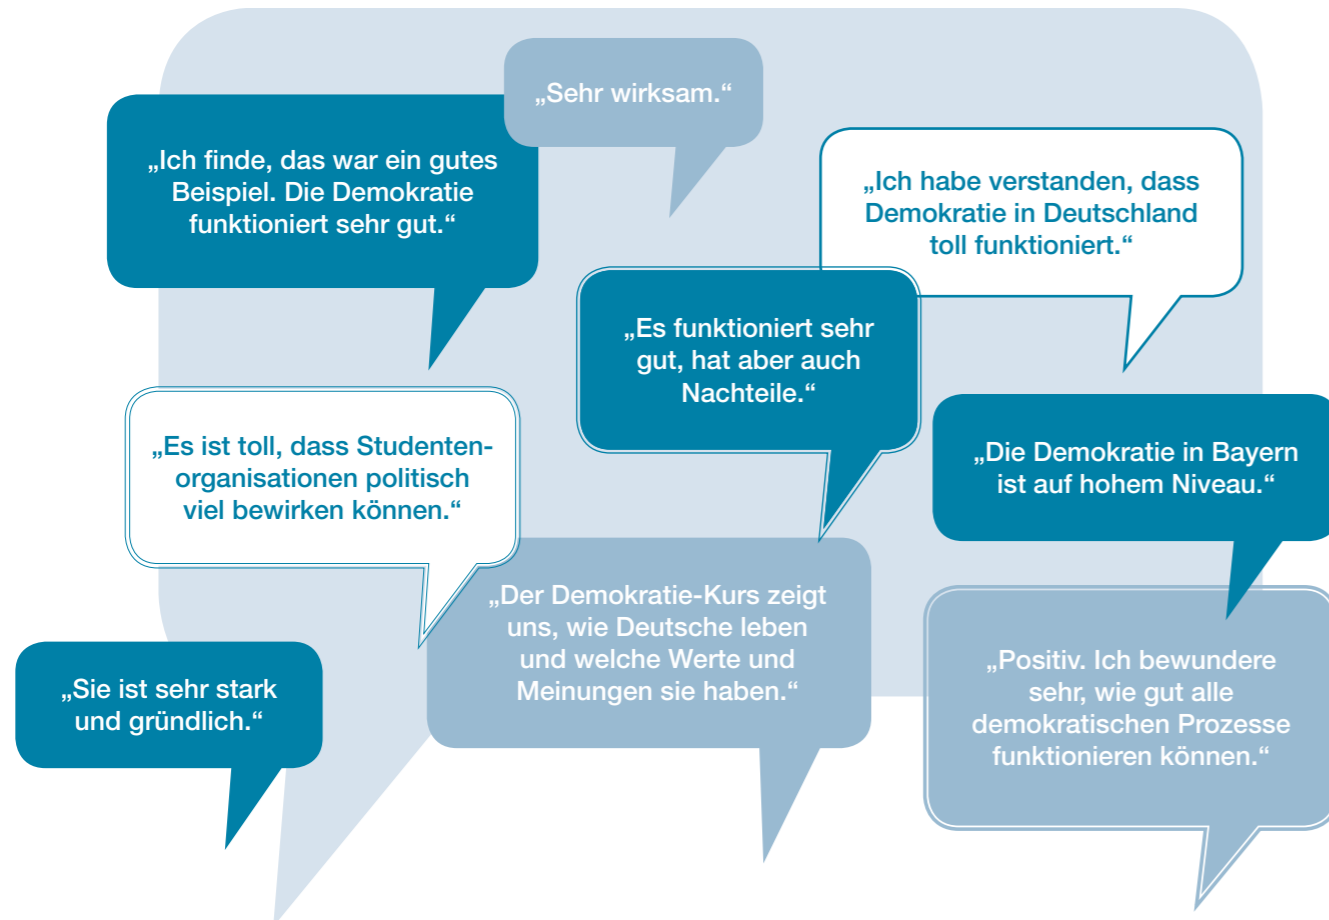 „Sehr wirksam.“
„Ich finde, das war ein gutes
Beispiel. Die Demokratie
funktioniert sehr gut.“
„Ich habe verstanden, dass
Demokratie in Deutschland
toll funktioniert.“
„Es funktioniert sehr
gut, hat aber auch
Nachteile.“
„Es ist toll, dass Studenten-
organisationen politisch
viel bewirken können.“
„Die Demokratie in Bayern
ist auf hohem Niveau.“
„Der Demokratie-Kurs zeigt
uns, wie Deutsche leben
und welche Werte und
Meinungen sie haben.“
„Sie ist sehr stark
und gründlich.“
„Positiv. Ich bewundere
sehr, wie gut alle
demokratischen Prozesse
funktionieren können.“